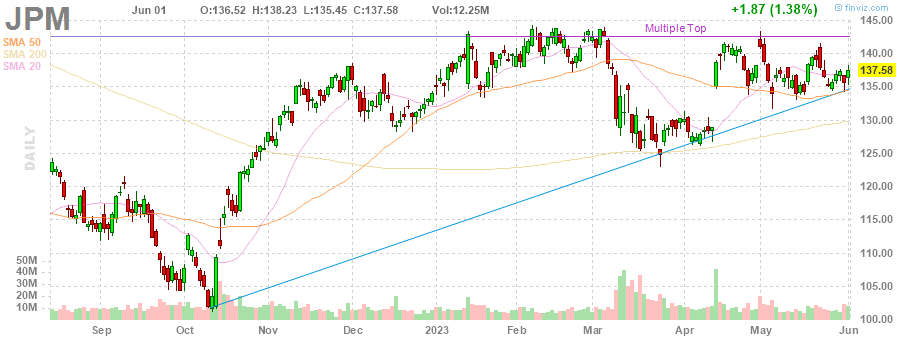 JPM Jun 01 O:136.52 H:138.23 L:135.45 C:137.58 Vol:12.25M +1.87 (1.38%) © finviz.com
SMA 50
SMA 200
SMA 20
Multiple Top
DAILY
145.00
140.00
137.58
135.00
130.00
125.00
120.00
115.00
110.00
105.00
100.00
50M
40M
30M
20M
10M
Sep Oct Nov Dec 2023 Feb Mar Apr May Jun